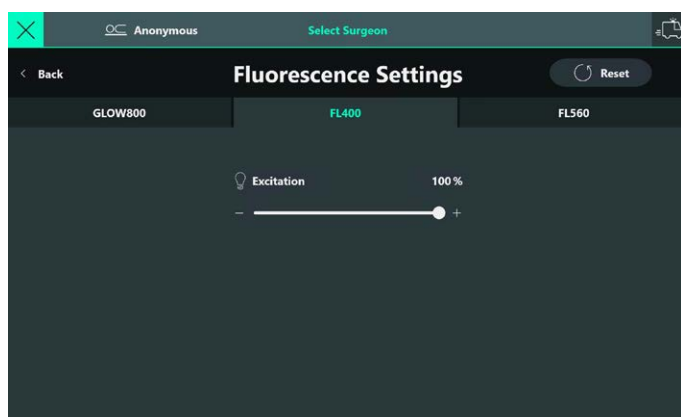 Anonymous
Select Surgeon
Back
Fluorescence Settings
Reset
GLOW800
FL400
FL560
Excitation
100 %